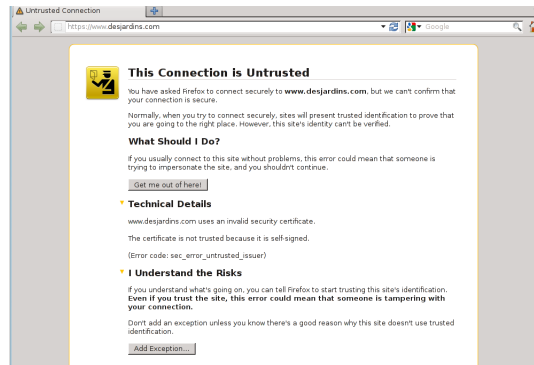 Untrusted Connection
https://www.desjardins.com
Google
This Connection is Untrusted
You have asked Firefox to connect securely to www.desjardins.com, but we can't confirm that
your connection is secure.
Normally, when you try to connect securely, sites will present trusted identification to prove that
you are going to the right place. However, this site's identity can't be verified.
What Should I Do?
If you usually connect to this site without problems, this error could mean that someone is
trying to impersonate the site, and you shouldn't continue.
Get me out of here!
Technical Details
www.desjardins.com uses an invalid security certificate.
The certificate is not trusted because it is self-signed.
(Error code: sec_error_untrusted_issuer)
I Understand the Risks
If you understand what's going on, you can tell Firefox to start trusting this site's identification.
Even if you trust the site, this error could mean that someone is tampering with
your connection.
Don't add an exception unless you know there's a good reason why this site doesn't use trusted
identification.
Add Exception...